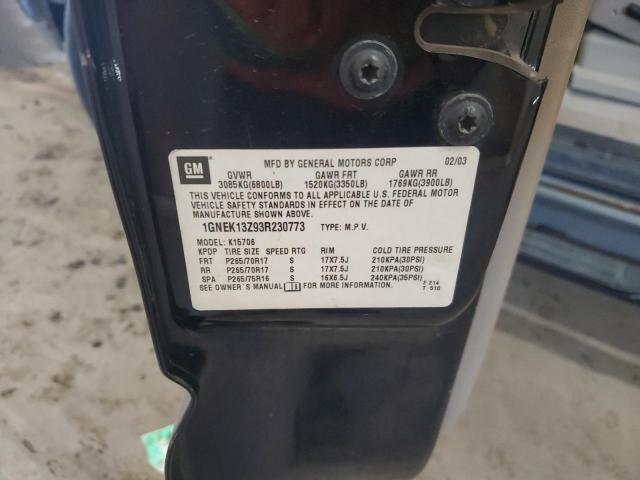 GM
MFD BY GENERAL MOTORS CORP 02/03
GVWR GAWR FRT GAWR RR
3085KG(6800LB) 1520KG(3350LB) 1769KG(3900LB)
THIS VEHICLE CONFORMS TO ALL APPLICABLE U.S. FEDERAL MOTOR
VEHICLE SAFETY STANDARDS IN EFFECT ON THE DATE OF
MANUFACTURE SHOWN ABOVE.
1GNEK13Z93R230773 TYPE: M.P.V.
MODEL: K15706
KPDP TIRE SIZE SPEED RTG RIM COLD TIRE PRESSURE
FRT P265/70R17 S 17X7.5J 210KPA(30PSI)
RR P265/70R17 S 17X7.5J 210KPA(30PSI)
SPA P265/75R16 S 16X6.5J 240KPA(35PSI)
SEE OWNER'S MANUAL FOR MORE INFORMATION.
F 214
T 510